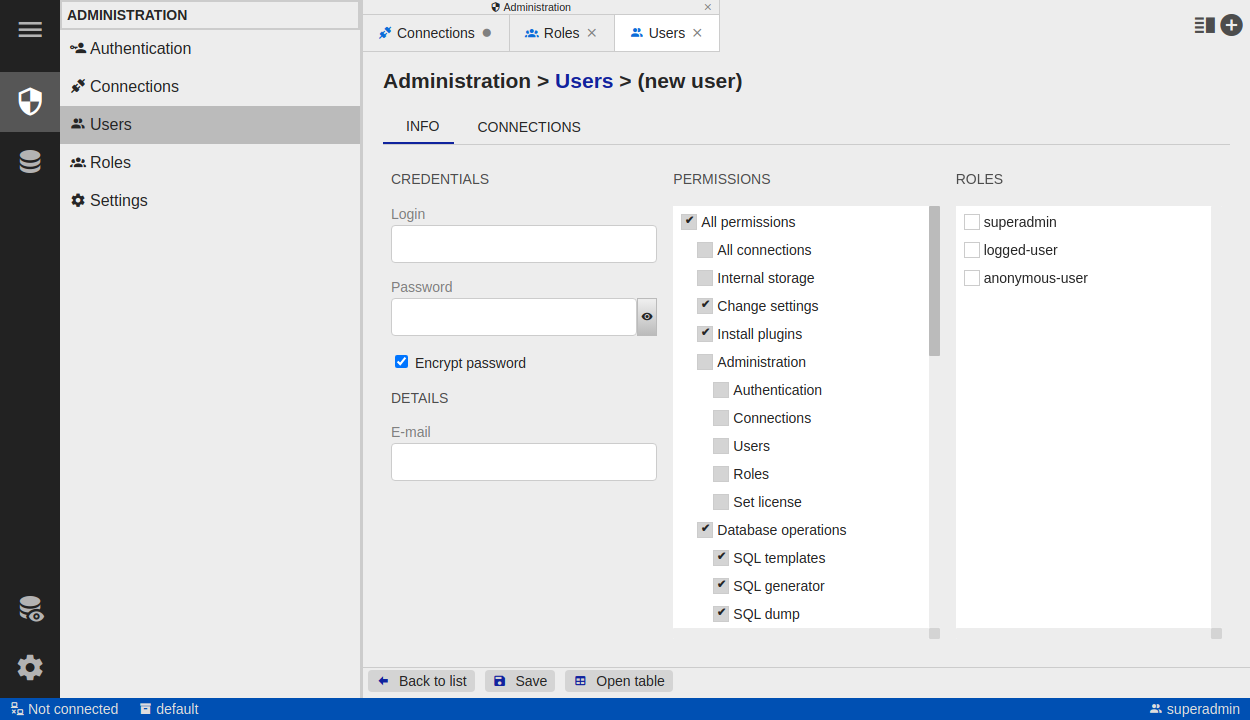 ADMINISTRATION
Authentication
Connections
Users
Roles
Settings
Administration
Connections
Roles
Users
Administration > Users > (new user)
INFO
CONNECTIONS
CREDENTIALS
Login
Password
Encrypt password
DETAILS
E-mail
PERMISSIONS
All permissions
All connections
Internal storage
Change settings
Install plugins
Administration
Authentication
Connections
Users
Roles
Set license
Database operations
SQL templates
SQL generator
SQL dump
ROLES
superadmin
logged-user
anonymous-user
Back to list
Save
Open table
Not connected
default
superadmin